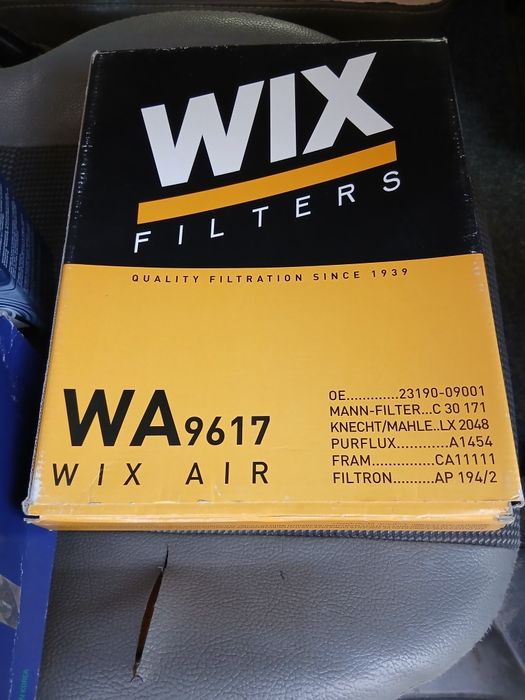 WIX
FILTERS
QUALITY FILTRATION SINCE 1939
WA9617
WIX AIR
OE.............23190-09001
MANN-FILTER...C 30 171
KNECHT/MAHLE..LX 2048
PURFLUX............A1454
FRAM...............CA11111
FILTRON..........AP 194/2
KOREA